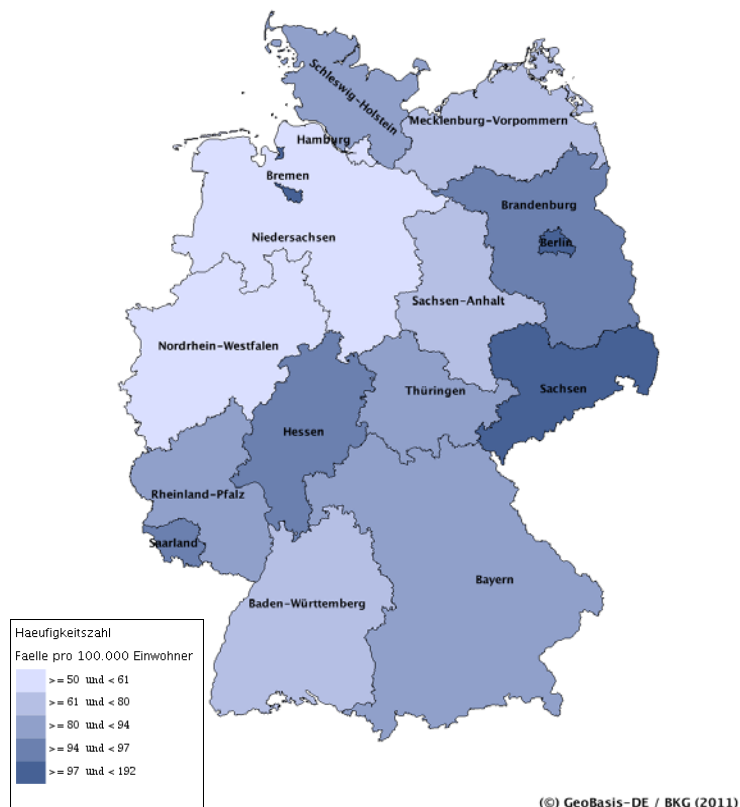 Schleswig-Holstein
Mecklenburg-Vorpommern
Hamburg
Bremen
Brandenburg
Niedersachsen
Berlin
Sachsen-Anhalt
Nordrhein-Westfalen
Thüringen
Sachsen
Hessen
Rheinland-Pfalz
Saarland
Bayern
Baden-Württemberg
Haeufigkeitszahl
Faelle pro 100.000 Einwohner
>= 50 und < 61
>= 61 und < 80
>= 80 und < 94
>= 94 und < 97
>= 97 und < 192
(©) GeoBasis-DE / BKG (2011)